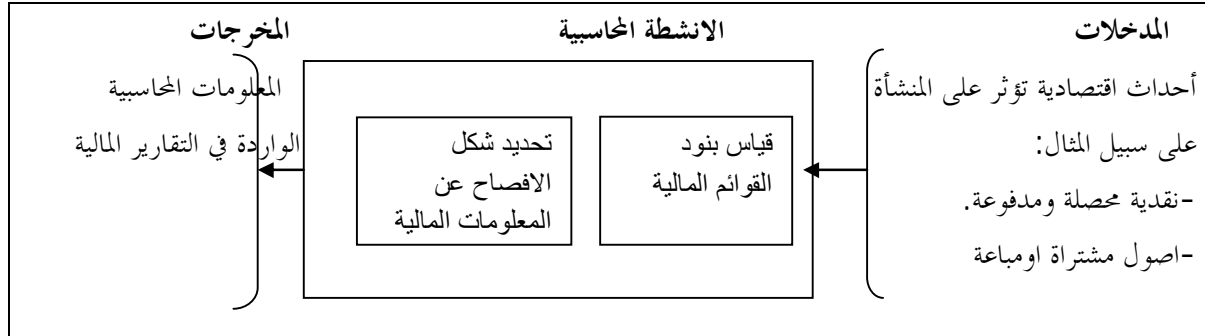 المدخلات
أحداث اقتصادية تؤثر على المنشأة
على سبيل المثال:
-نقدية محصلة ومدفوعة.
-اصول مشتراة اومباعة
الانشطة المحاسبية
قياس بنود
القوائم المالية
تحديد شكل
الافصاح عن
المعلومات المالية
المخرجات
المعلومات المحاسبية
الواردة في التقارير المالية